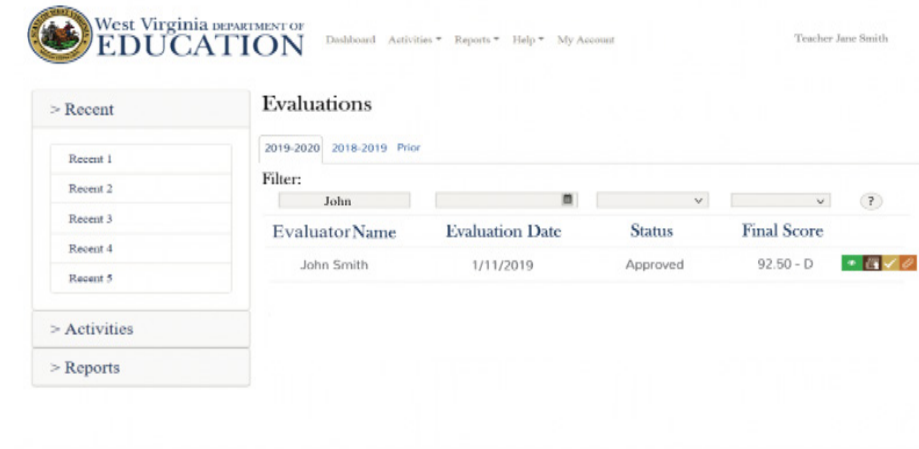 West Virginia DEPARTMENT OF
EDUCATION
Dashboard Activities Reports Help My Account
Teacher Jane Smith
> Recent
Recent 1
Recent 2
Recent 3
Recent 4
Recent 5
> Activities
> Reports
Evaluations
2019-2020 2018-2019 Prior
Filter:
John
?
Evaluator Name Evaluation Date Status Final Score
John Smith 1/11/2019 Approved 92.50 - D